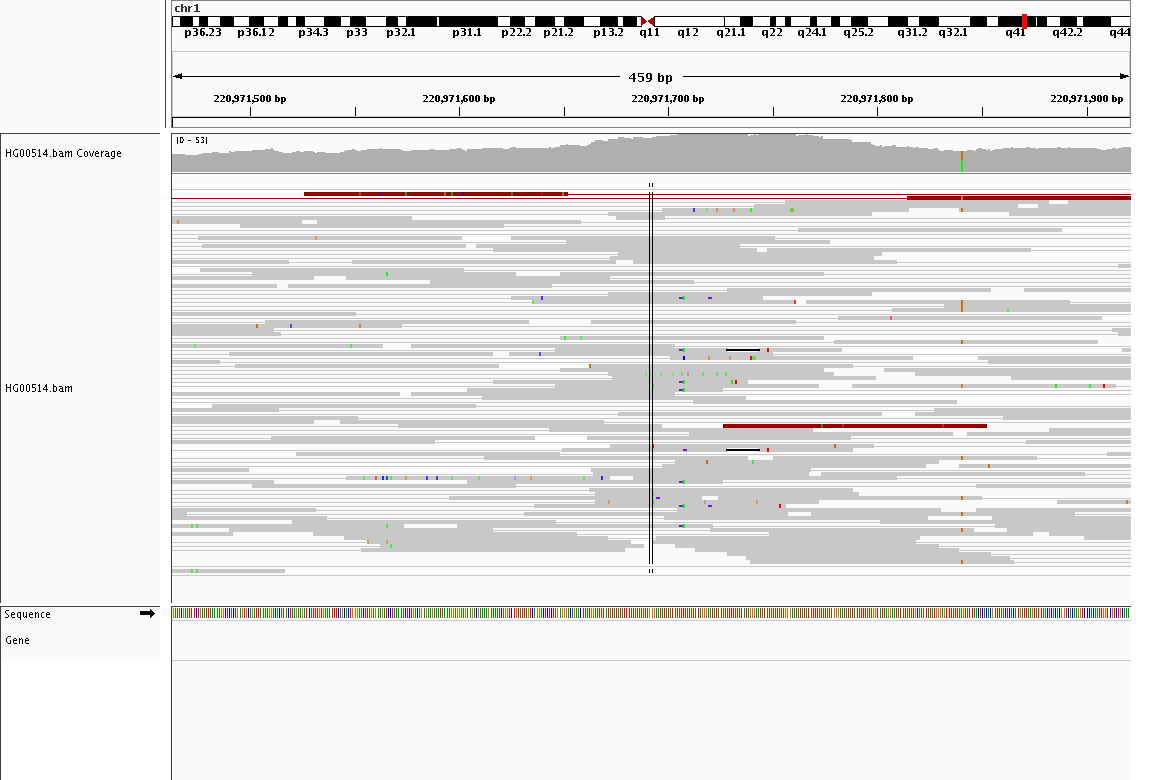 chr1
p36.23 p36.12 p34.3 p33 p32.1 p31.1 p22.2 p21.2 p13.2 q11 q12 q21.1 q22 q24.1 q25.2 q31.2 q32.1 q41 q42.2 q44
459 bp
220,971,500 bp 220,971,600 bp 220,971,700 bp 220,971,800 bp 220,971,900 bp
HG00514.bam Coverage
[0 - 53]
HG00514.bam
Sequence
Gene